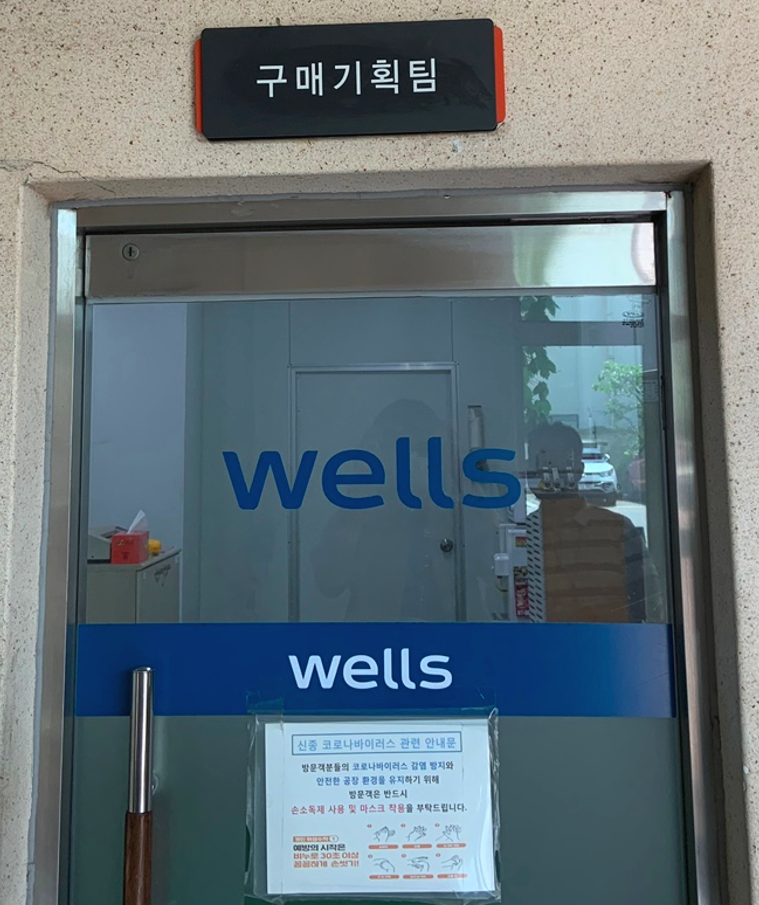 구매기획팀
wells
wells
신종 코로나바이러스 관련 안내문
방문객분들의 코로나바이러스 감염 방지와
안전한 공장 환경을 유지하기 위해
방문객은 반드시
손소독제 사용 및 마스크 착용을 부탁드립니다.
예방의 시작은
비누로 30초 이상
꼼꼼하게 손씻기!!